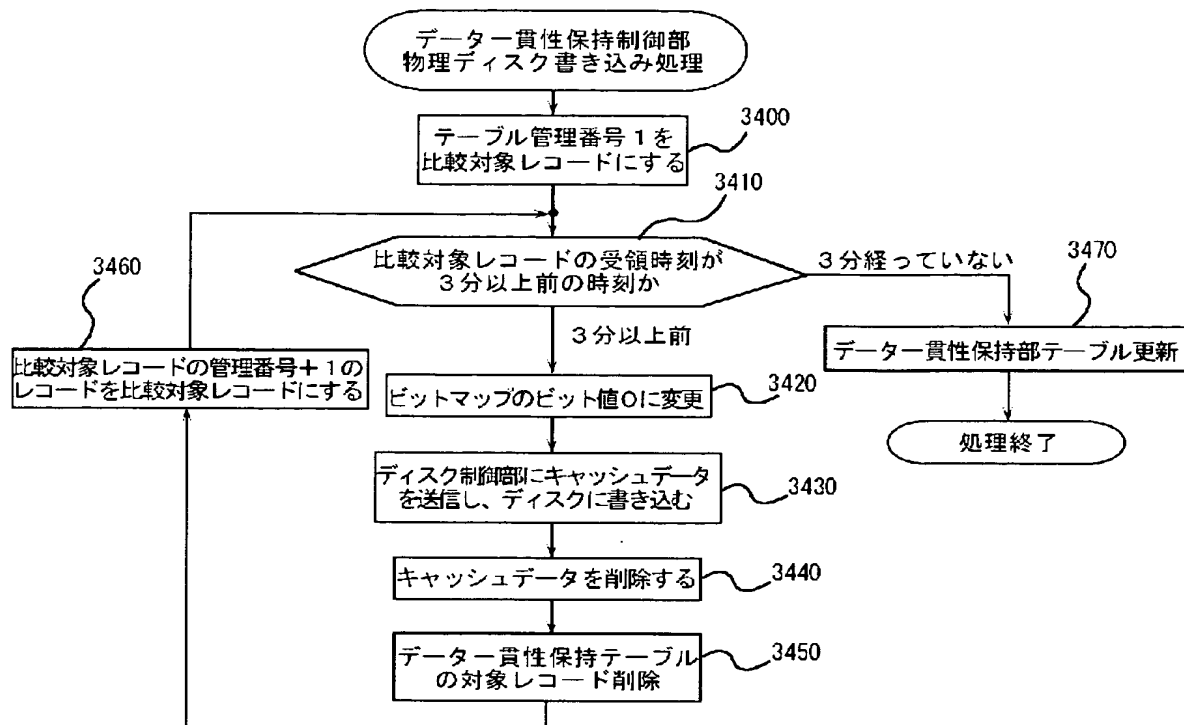 データ一貫性保持制御部
物理ディスク書き込み処理
3400
テーブル管理番号１を
比較対象レコードにする
3410
比較対象レコードの受領時刻が
３分以上前の時刻か
３分経っていない
3470
データ一貫性保持部テーブル更新
処理終了
３分以上前
3460
比較対象レコードの管理番号＋１の
レコードを比較対象レコードにする
3420
ビットマップのビット値０に変更
ディスク制御部にキャッシュデータ
を送信し、ディスクに書き込む
3430
キャッシュデータを削除する
3440
データ一貫性保持テーブル
の対象レコード削除
3450